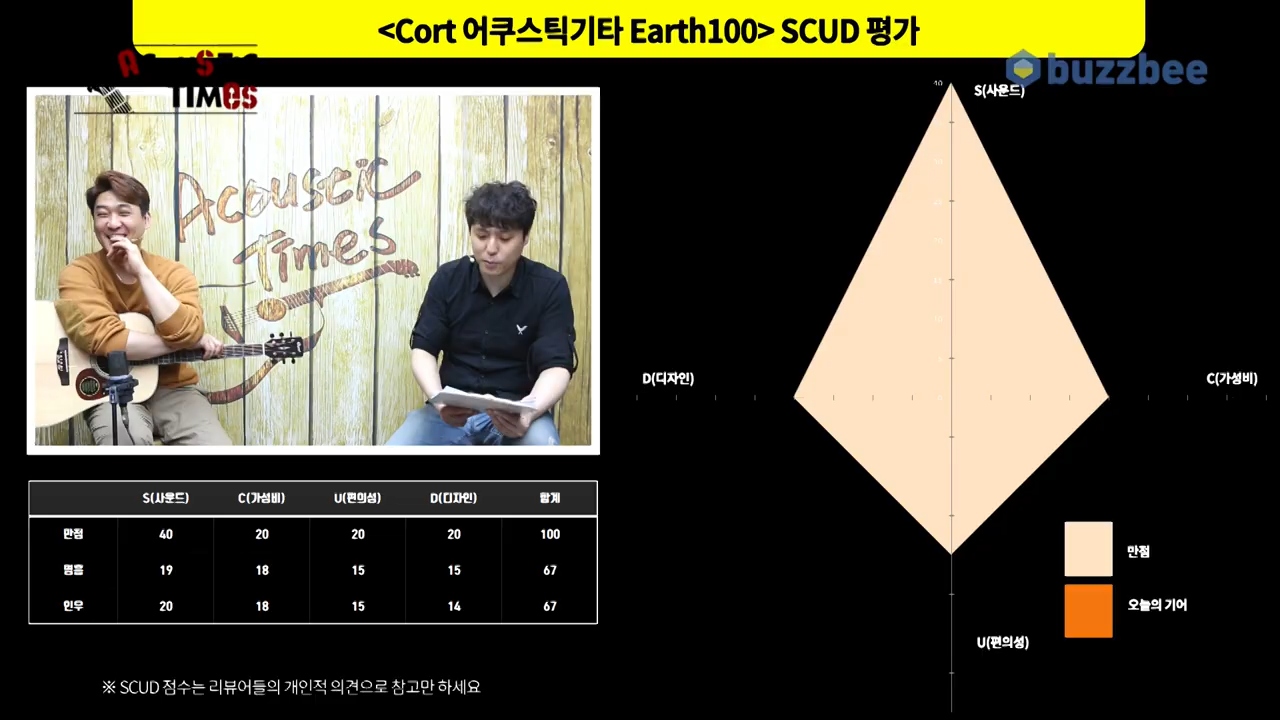 <Cort 어쿠스틱기타 Earth100> SCUD 평가
ACOUSTIC
TIMES
buzzbee
Acoustic
Times
40
S(사운드)
D(디자인)
C(가성비)
U(편의성)
만점
오늘의 기어
S(사운드) C(가성비) U(편의성) D(디자인) 합계
만점 40 20 20 20 100
명흠 19 18 15 15 67
인우 20 18 15 14 67
※ SCUD 점수는 리뷰어들의 개인적 의견으로 참고만 하세요